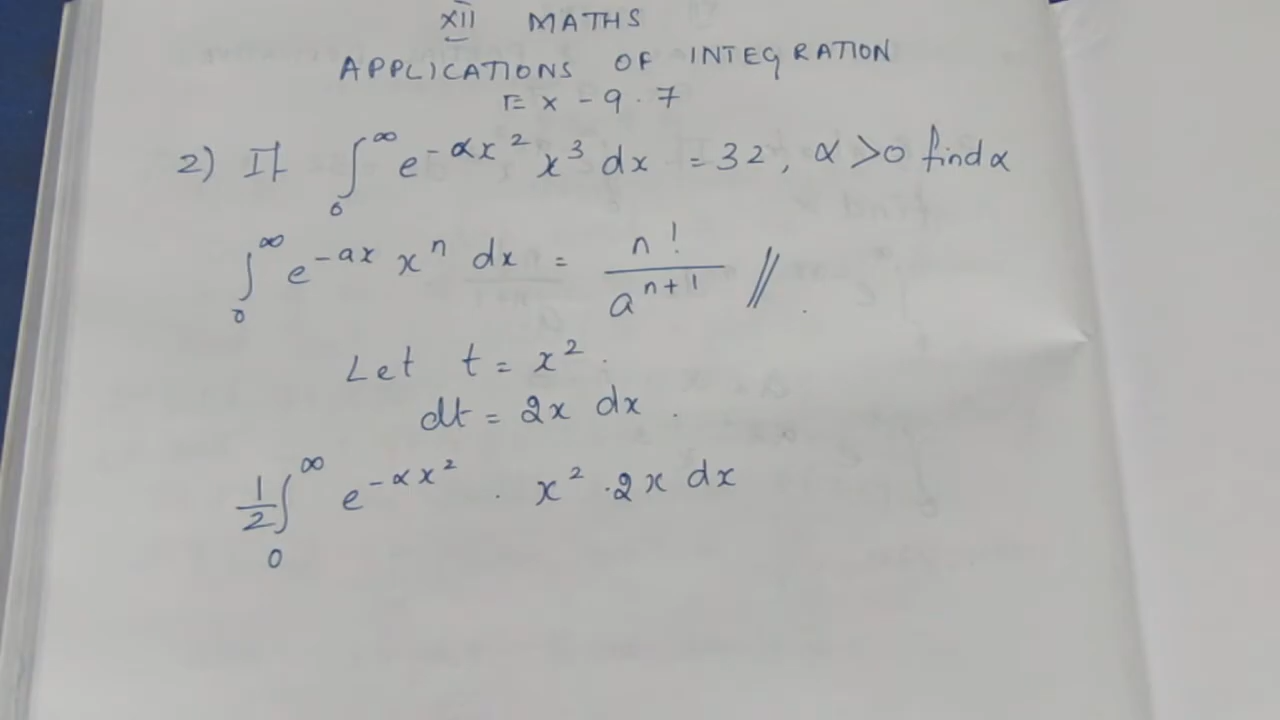 XII MATHS
APPLICATIONS OF INTEGRATION
Ex - 9.7
2) If ∫₀^∞ e^(-αx²) x³ dx = 32, α > 0 find α
∫₀^∞ e^(-ax) xⁿ dx = n! / a^(n+1) //.
Let t = x².
dt = 2x dx.
1/2 ∫₀^∞ e^(-αx²) . x² . 2x dx